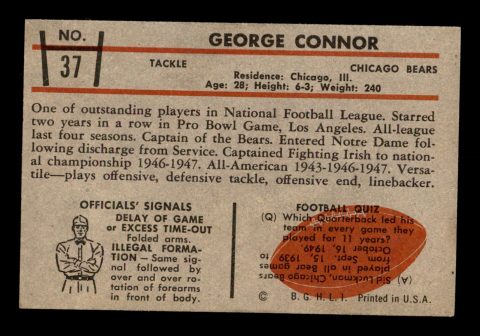 NO.
37
GEORGE CONNOR
TACKLE
CHICAGO BEARS
Residence: Chicago, Ill.
Age: 28; Height: 6-3; Weight: 240
One of outstanding players in National Football League. Starred
two years in a row in Pro Bowl Game, Los Angeles. All-league
last four seasons. Captain of the Bears. Entered Notre Dame fol-
lowing discharge from Service. Captained Fighting Irish to natio-
nal championship 1946-1947. All-American 1943-1946-1947. Versa-
tile—plays offensive, defensive tackle, offensive end, linebacker.
OFFICIALS' SIGNALS
DELAY OF GAME
or EXCESS TIME-OUT
Folded arms.
ILLEGAL FORMA-
TION — Same sig-
nal followed by
over and over
rotation of forearms
in front of body.
FOOTBALL QUIZ
(Q) Which Quarterback led his
team in every game they
played for 11 years?
(A) Sid Luckman,
played in all Bear games
from Sept. 15, 1939
October 16, 1949.
© B. G. H. L. I. Printed in U.S.A.